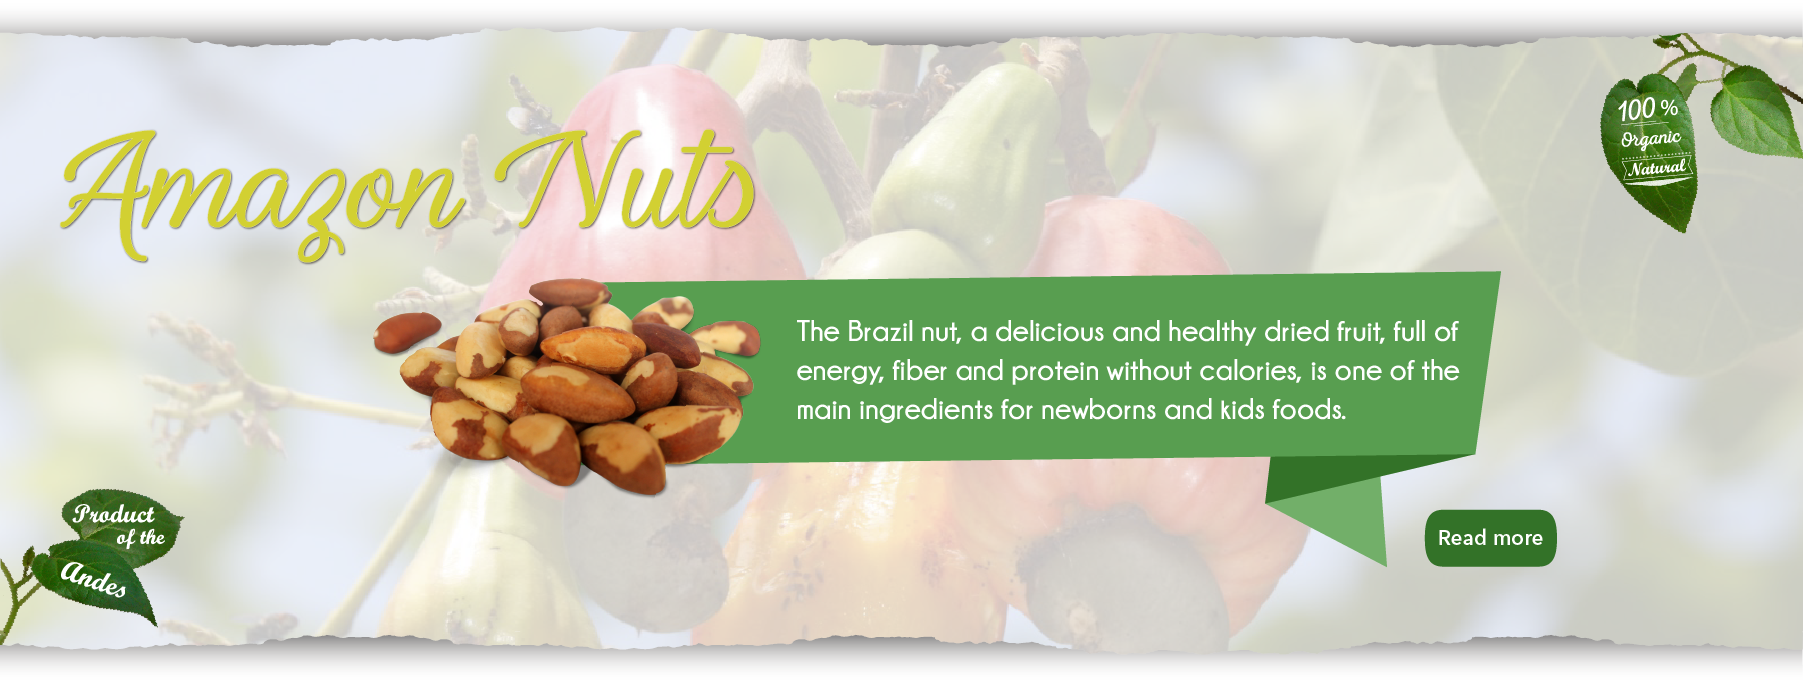 Amazon Nuts
100 %
Organic
Natural
The Brazil nut, a delicious and healthy dried fruit, full of
energy, fiber and protein without calories, is one of the
main ingredients for newborns and kids foods.
Product
of the
Andes
Read more